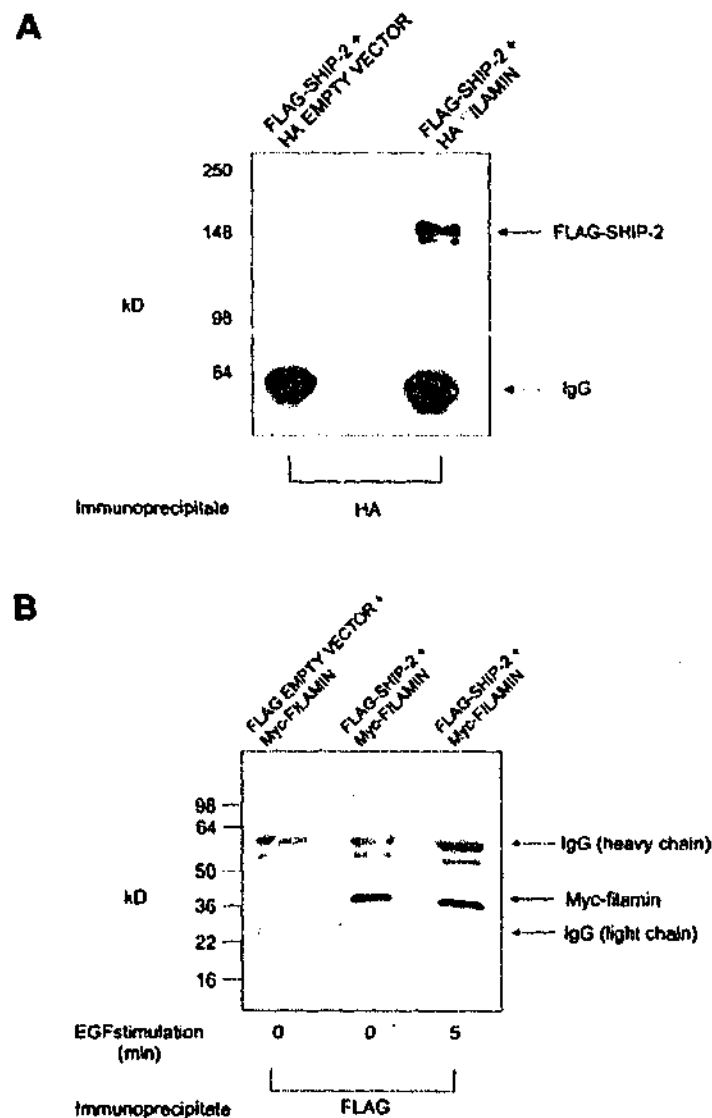 A
FLAG-SHIP-2 *
HA EMPTY VECTOR
FLAG-SHIP-2 *
HA ILAMIN
250
148
98
64
kD
FLAG-SHIP-2
IgG
Immunoprecipitate
HA
B
FLAG EMPTY VECTOR *
Myc-FILAMIN
FLAG-SHIP-2 *
Myc-FILAMIN
FLAG-SHIP-2 *
Myc-FILAMIN
98
64
50
36
22
16
kD
IgG (heavy chain)
Myc-filamin
IgG (light chain)
EGFstimulation
(min)
0
0
5
Immunoprecipitate
FLAG